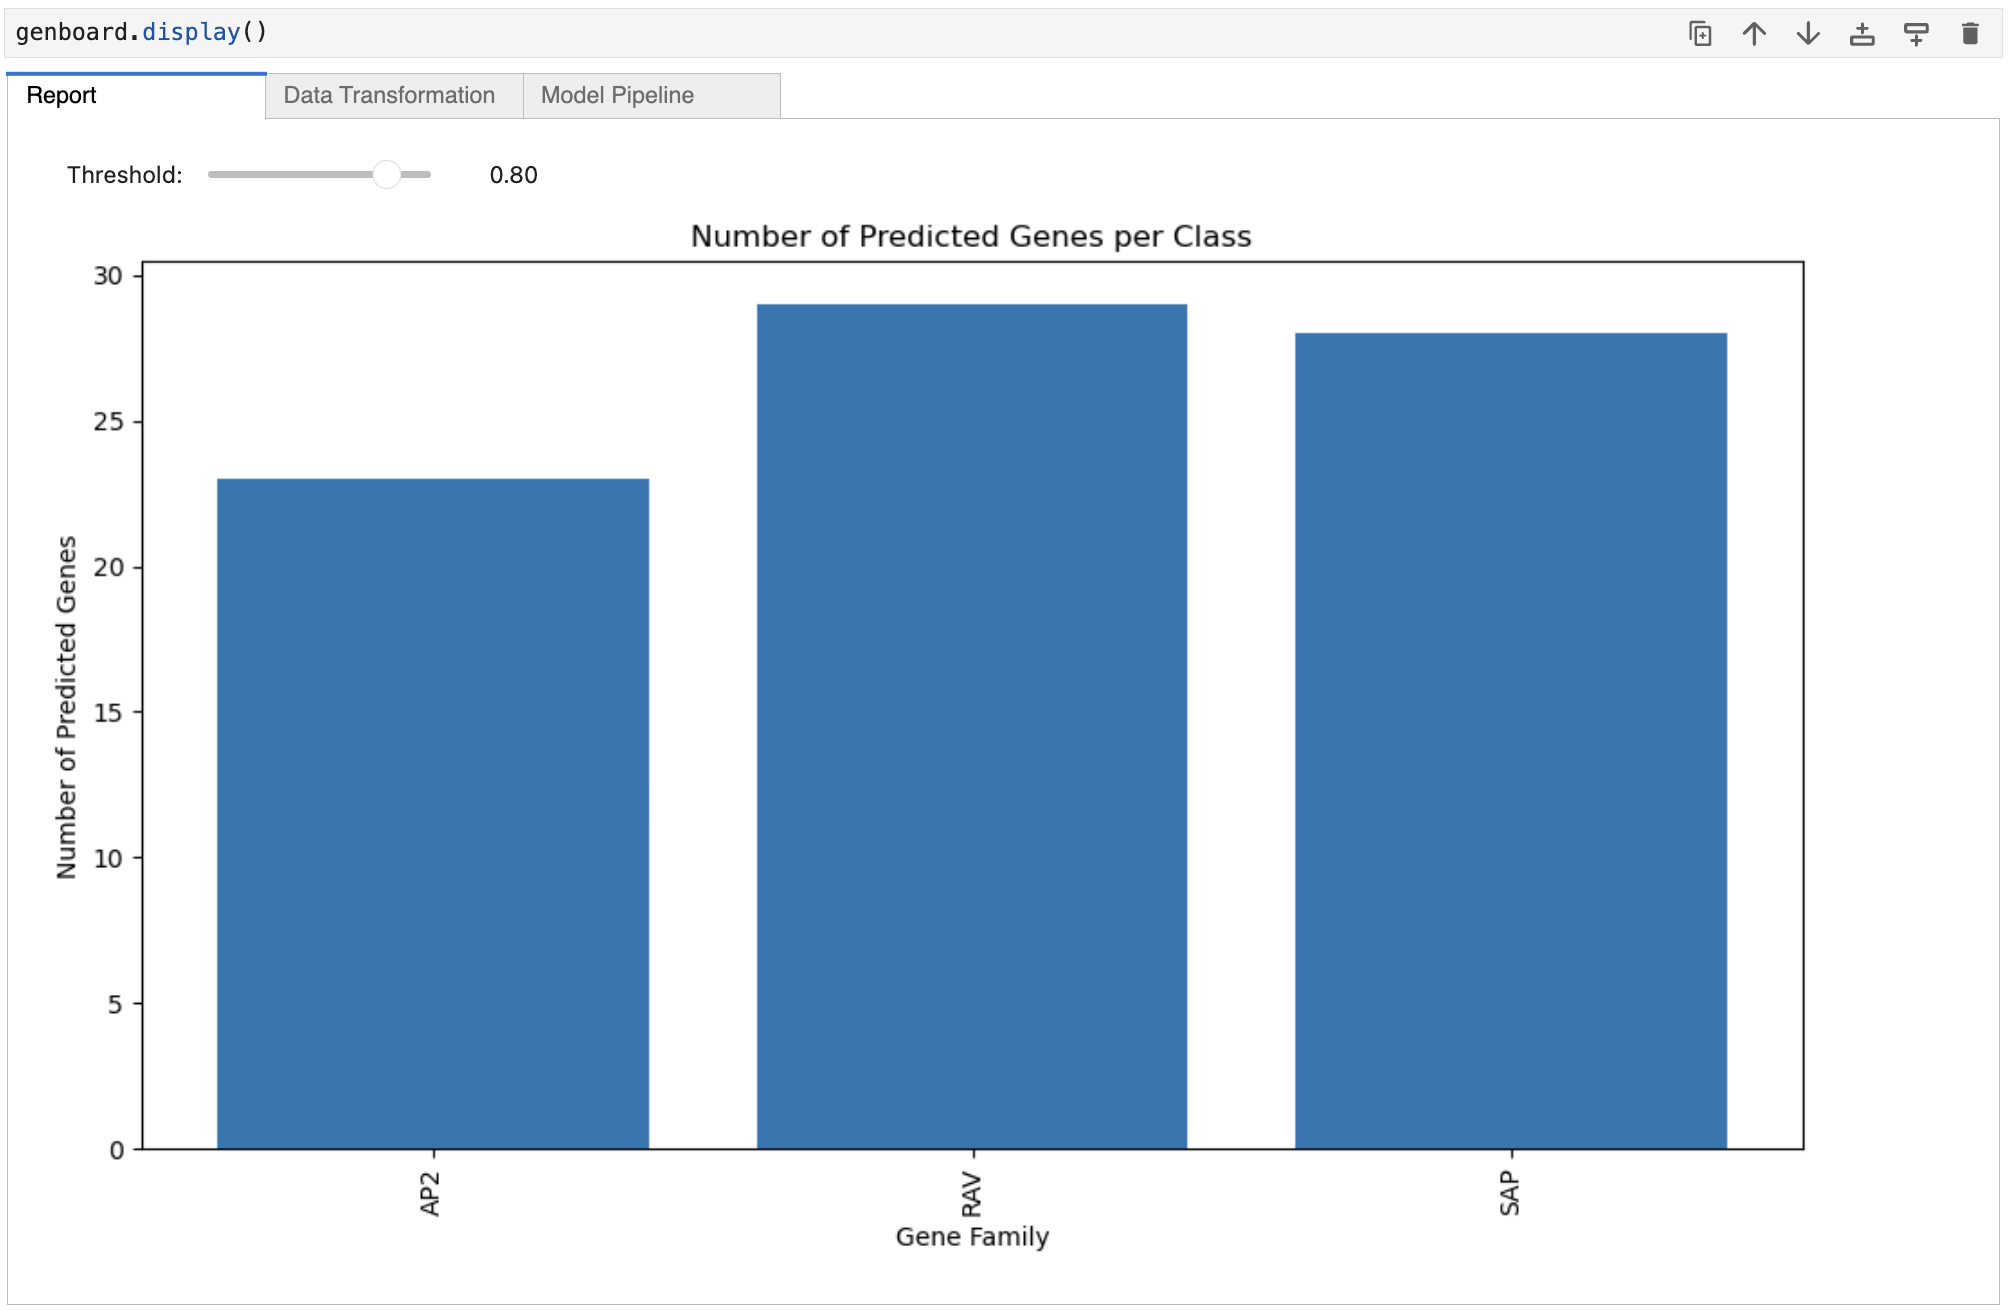 genboard.display()
Report
Data Transformation
Model Pipeline
Threshold:
0.80
Number of Predicted Genes per Class
Number of Predicted Genes
30
25
20
15
10
5
0
AP2
RAV
SAP
Gene Family